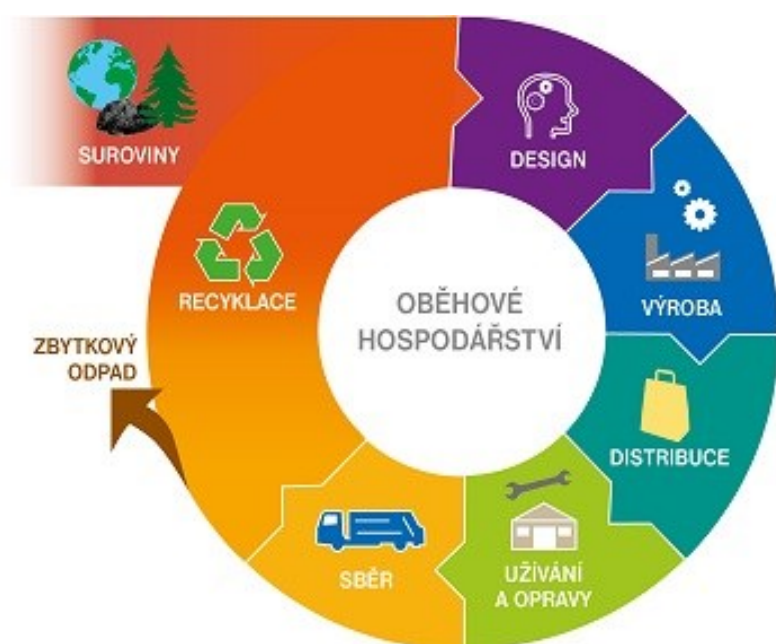 SUROVINY
DESIGN
VÝROBA
DISTRIBUCE
UŽÍVÁNÍ
A OPRAVY
SBĚR
RECYKLACE
ZBYTKOVÝ
ODPAD
OBĚHOVÉ
HOSPODÁŘSTVÍ